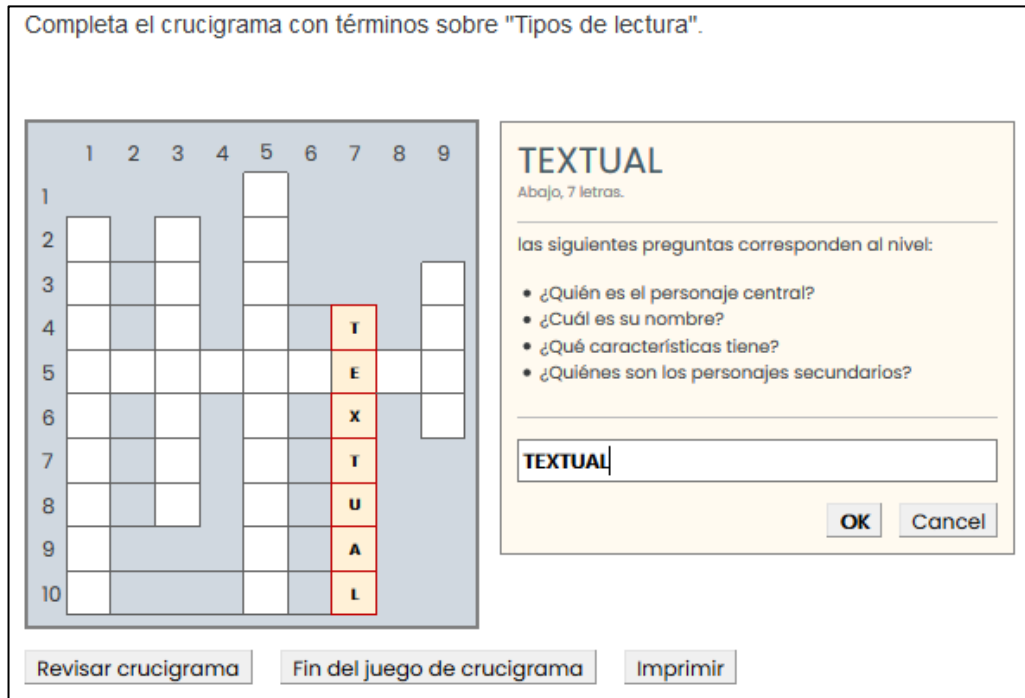 Completa el crucigrama con términos sobre "Tipos de lectura".
1 2 3 4 5 6 7 8 9
1
2
3
4 T
5 E
6 X
7 T
8 U
9 A
10 L
TEXTUAL
Abajo, 7 letras.
las siguientes preguntas corresponden al nivel:
• ¿Quién es el personaje central?
• ¿Cuál es su nombre?
• ¿Qué características tiene?
• ¿Quiénes son los personajes secundarios?
TEXTUAL
OK Cancel
Revisar crucigrama Fin del juego de crucigrama Imprimir